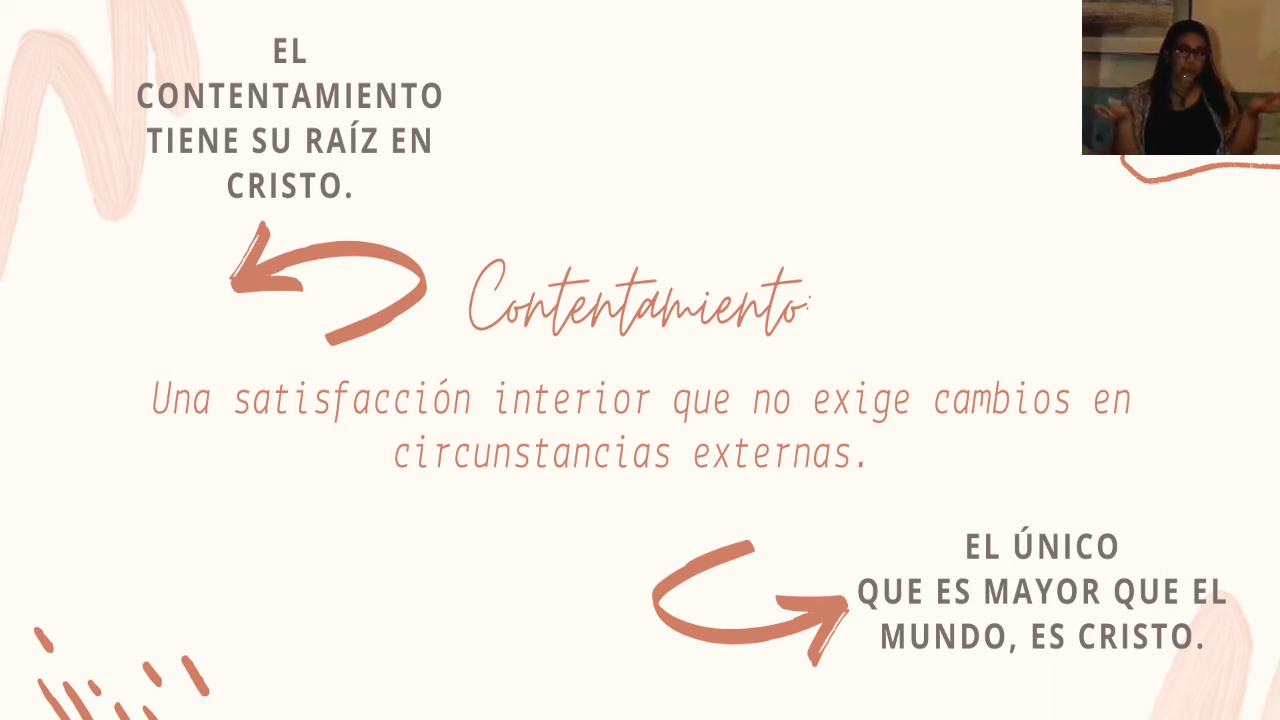 EL
CONTENTAMIENTO
TIENE SU RAÍZ EN
CRISTO.
Contentamiento:
Una satisfacción interior que no exige cambios en
circunstancias externas.
EL ÚNICO
QUE ES MAYOR QUE EL
MUNDO, ES CRISTO.